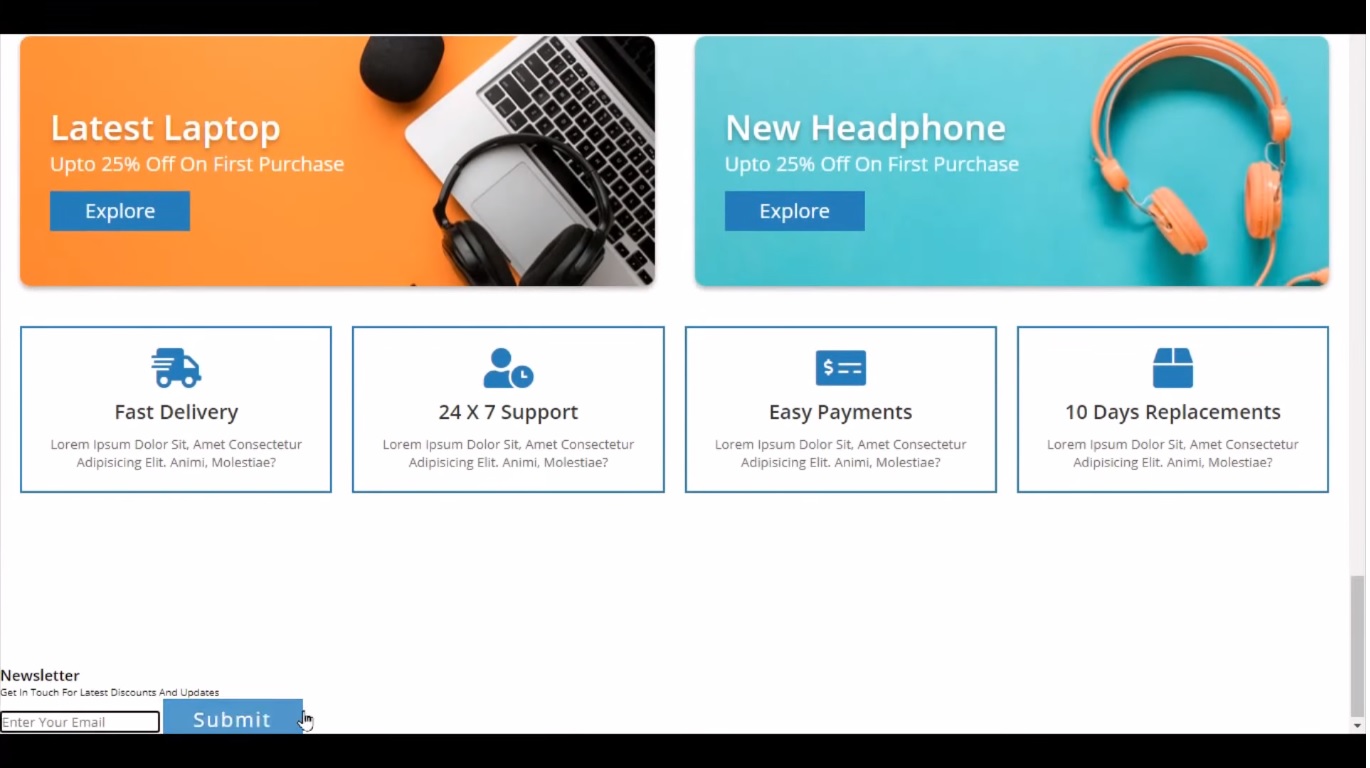 Latest Laptop
Upto 25% Off On First Purchase
Explore
New Headphone
Upto 25% Off On First Purchase
Explore
Fast Delivery
Lorem Ipsum Dolor Sit, Amet Consectetur
Adipisicing Elit. Animi, Molestiae?
24 X 7 Support
Lorem Ipsum Dolor Sit, Amet Consectetur
Adipisicing Elit. Animi, Molestiae?
Easy Payments
Lorem Ipsum Dolor Sit, Amet Consectetur
Adipisicing Elit. Animi, Molestiae?
10 Days Replacements
Lorem Ipsum Dolor Sit, Amet Consectetur
Adipisicing Elit. Animi, Molestiae?
Newsletter
Get In Touch For Latest Discounts And Updates
Enter Your Email
Submit